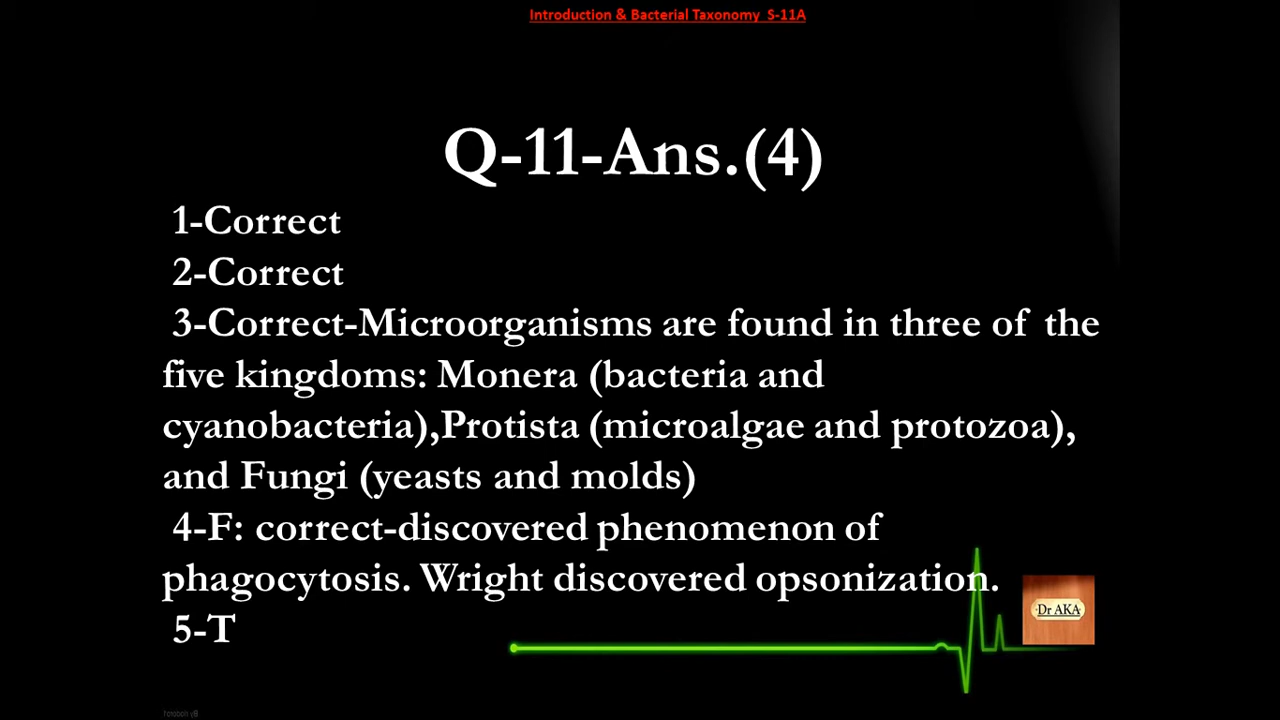 Introduction & Bacterial Taxonomy S-11A
Q-11-Ans.(4)
1-Correct
2-Correct
3-Correct-Microorganisms are found in three of the
five kingdoms: Monera (bacteria and
cyanobacteria),Protista (microalgae and protozoa),
and Fungi (yeasts and molds)
4-F: correct-discovered phenomenon of
phagocytosis. Wright discovered opsonization.
Dr AKA
5-T